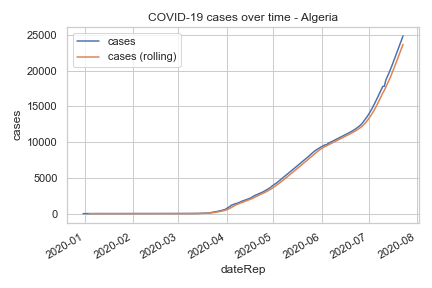 COVID-19 cases over time - Algeria
cases
cases (rolling)
25000
20000
15000
10000
5000
0
cases
2020-01
2020-02
2020-03
2020-04
2020-05
2020-06
2020-07
2020-08
dateRep